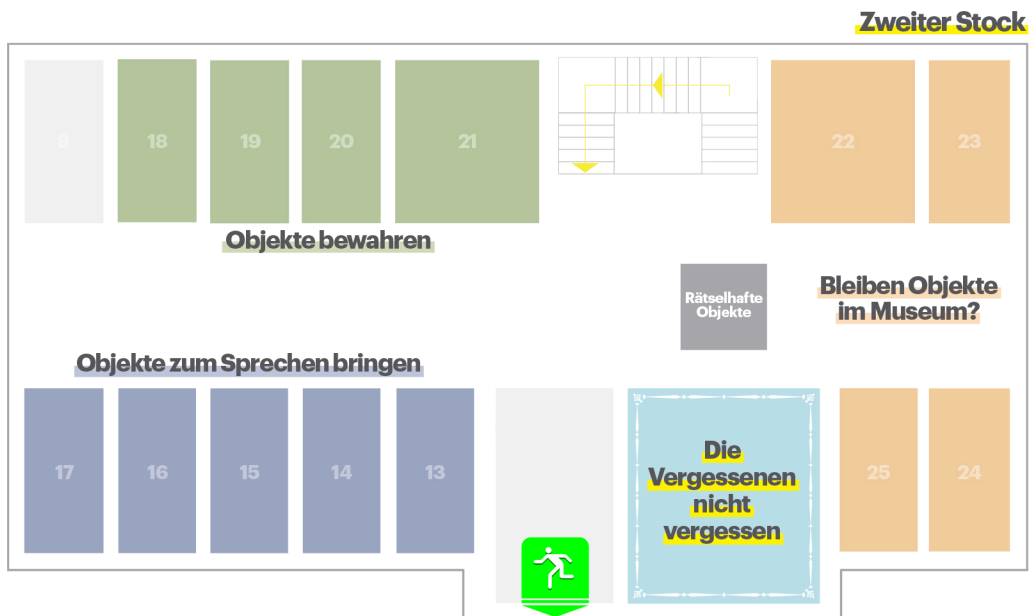 Zweiter Stock
8
18
19
20
21
22
23
Objekte bewahren
Rätselhafte
Objekte
Bleiben Objekte
im Museum?
Objekte zum Sprechen bringen
17
16
15
14
13
Die
Vergessenen
nicht
vergessen
25
24